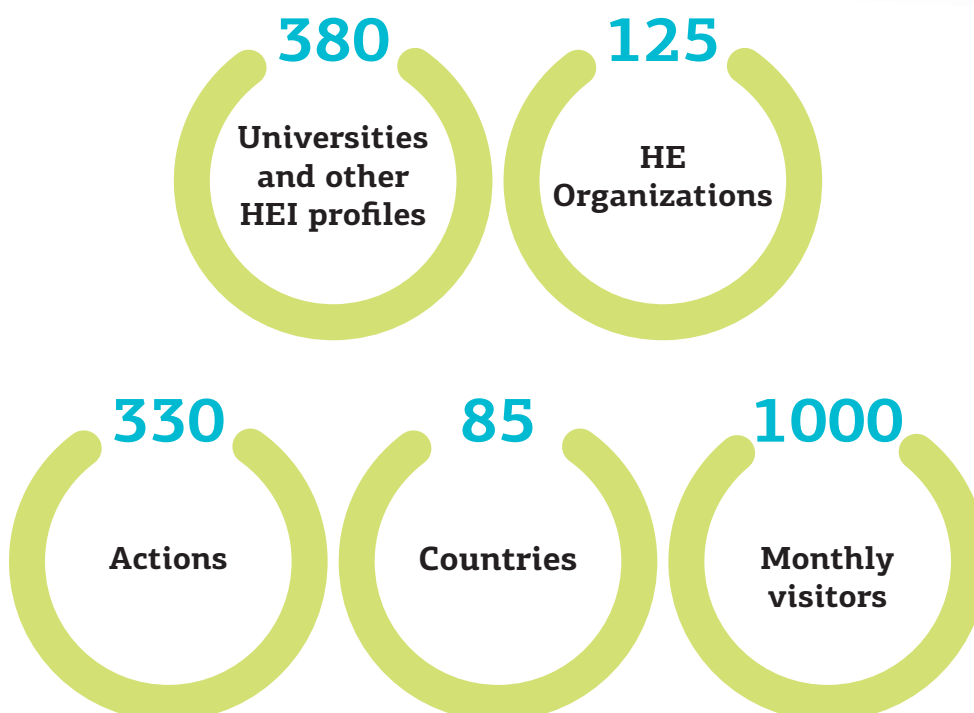 380
Universities
and other
HEI profiles
125
HE
Organizations
330
Actions
85
Countries
1000
Monthly
visitors